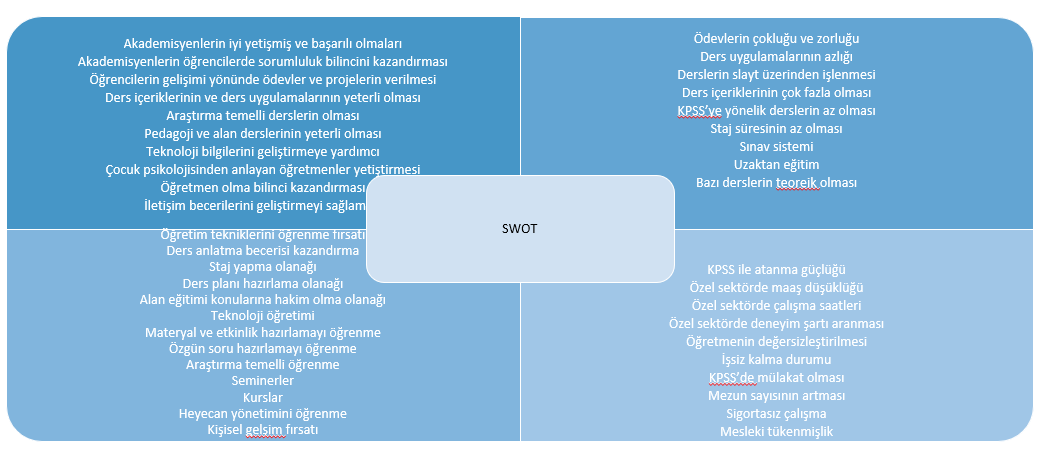 Akademisyenlerin iyi yetişmiş ve başarılı olmaları
Akademisyenlerin öğrencilerde sorumluluk bilincini kazandırması
Öğrencilerin gelişimi yönünde ödevler ve projelerin verilmesi
Ders içeriklerinin ve ders uygulamalarının yeterli olması
Araştırma temelli derslerin olması
Pedagoji ve alan derslerinin yeterli olması
Teknoloji bilgilerini geliştirmeye yardımcı
Çocuk psikolojisinden anlayan öğretmenler yetiştirmesi
Öğretmen olma bilinci kazandırması
İletişim becerilerini geliştirmeyi sağlam
Ödevlerin çokluğu ve zorluğu
Ders uygulamalarının azlığı
Derslerin slayt üzerinden işlenmesi
Ders içeriklerinin çok fazla olması
KPSS’ye yönelik derslerin az olması
Staj süresinin az olması
Sınav sistemi
Uzaktan eğitim
Bazı derslerin teoreik olması
SWOT
Öğretim tekniklerini öğrenme fırsatı
Ders anlatma becerisi kazandırma
Staj yapma olanağı
Ders planı hazırlama olanağı
Alan eğitimi konularına hakim olma olanağı
Teknoloji öğretimi
Materyal ve etkinlik hazırlamayı öğrenme
Özgün soru hazırlamayı öğrenme
Araştırma temelli öğrenme
Seminerler
Kurslar
Heyecan yönetimini öğrenme
Kişisel gelsim fırsatı
KPSS ile atanma güçlüğü
Özel sektörde maaş düşüklüğü
Özel sektörde çalışma saatleri
Özel sektörde deneyim şartı aranması
Öğretmenin değersizleştirilmesi
İşsiz kalma durumu
KPSS’de mülakat olması
Mezun sayısının artması
Sigortasız çalışma
Mesleki tükenmişlik